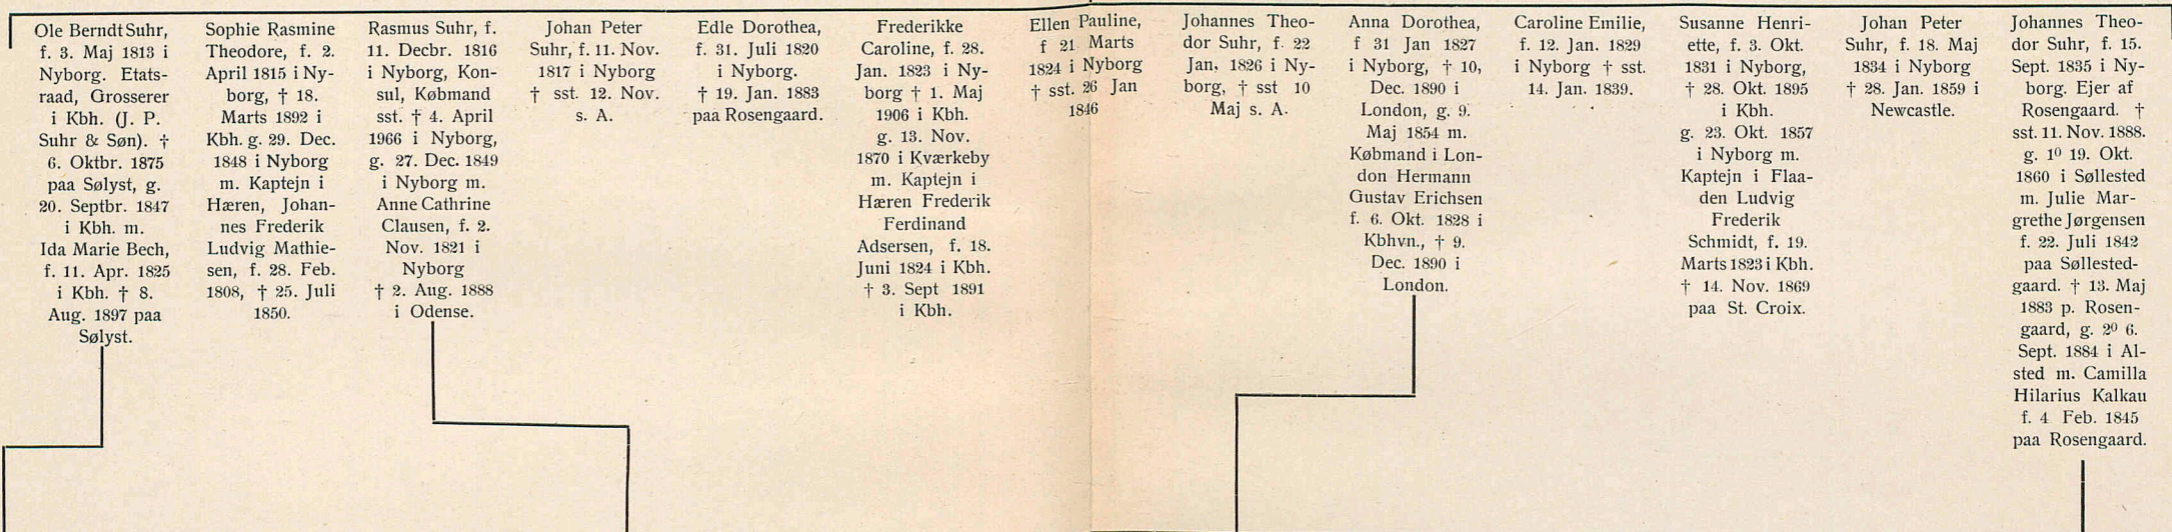 Ole Berndt Suhr,
f. 3. Maj 1813 i
Nyborg. Etats-
raad, Grosserer
i Kbh. (J. P.
Suhr & Søn). †
6. Oktbr. 1875
paa Sølyst, g.
20. Septbr. 1847
i Kbh. m.
Ida Marie Bech,
f. 11. Apr. 1825
i Kbh. † 8.
Aug. 1897 paa
Sølyst.
Sophie Rasmine
Theodore, f. 2.
April 1815 i Ny-
borg, † 18.
Marts 1892 i
Kbh. g. 29. Dec.
1848 i Nyborg
m. Kaptejn i
Hæren, Johan-
nes Frederik
Ludvig Mathie-
sen, f. 28. Feb.
1808, † 25. Juli
1850.
Rasmus Suhr, f.
11. Decbr. 1816
i Nyborg, Kon-
sul, Købmand
sst. † 4. April
1966 i Nyborg,
g. 27. Dec. 1849
i Nyborg m.
Anne Cathrine
Clausen, f. 2.
Nov. 1821 i
Nyborg
† 2. Aug. 1888
i Odense.
Johan Peter
Suhr, f. 11. Nov.
1817 i Nyborg
† sst. 12. Nov.
s. A.
Edle Dorothea,
f. 31. Juli 1820
i Nyborg.
† 19. Jan. 1883
paa Rosengaard.
Frederikke
Caroline, f. 28.
Jan. 1823 i Ny-
borg † 1. Maj
1906 i Kbh.
g. 13. Nov.
1870 i Kværkeby
m. Kaptejn i
Hæren Frederik
Ferdinand
Adsersen, f. 18.
Juni 1824 i Kbh.
† 3. Sept 1891
i Kbh.
Ellen Pauline,
f 21 Marts
1824 i Nyborg
† sst. 26 Jan
1846
Johannes Theo-
dor Suhr, f. 22
Jan. 1826 i Ny-
borg, † sst 10
Maj s. A.
Anna Dorothea,
f 31 Jan 1827
i Nyborg, † 10,
Dec. 1890 i
London, g. 9.
Maj 1854 m.
Købmand i Lon-
don Hermann
Gustav Erichsen
f. 6. Okt. 1828 i
Kbhvn., † 9.
Dec. 1890 i
London.
Caroline Emilie,
f. 12. Jan. 1829
i Nyborg † sst.
14. Jan. 1839.
Susanne Henri-
ette, f. 3. Okt.
1831 i Nyborg,
† 28. Okt. 1895
i Kbh.
g. 23. Okt. 1857
i Nyborg m.
Kaptejn i Flaa-
den Ludvig
Frederik
Schmidt, f. 19.
Marts 1823 i Kbh.
† 14. Nov. 1869
paa St. Croix.
Johan Peter
Suhr, f. 18. Maj
1834 i Nyborg
† 28. Jan. 1859 i
Newcastle.
Johannes Theo-
dor Suhr, f. 15.
Sept. 1835 i Ny-
borg. Ejer af
Rosengaard. †
sst. 11. Nov. 1888.
g. 1º 19. Okt.
1860 i Søllested
m. Julie Mar-
grethe Jørgensen
f. 22. Juli 1842
paa Søllested-
gaard. † 13. Maj
1883 p. Rosen-
gaard, g. 2º 6.
Sept. 1884 i Al-
sted m. Camilla
Hilarius Kalkau
f. 4 Feb. 1845
paa Rosengaard.